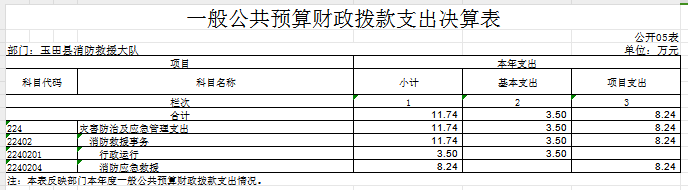 一般公共预算财政拨款支出决算表
公开05表
部门：玉田县消防救援大队 单位：万元
项目 本年支出
科目代码 科目名称 小计 基本支出 项目支出
栏次 1 2 3
合计 11.74 3.50 8.24
224 灾害防治及应急管理支出 11.74 3.50 8.24
22402 消防救援事务 11.74 3.50 8.24
2240201 行政运行 3.50 3.50
2240204 消防应急救援 8.24 8.24
注：本表反映部门本年度一般公共预算财政拨款支出情况。